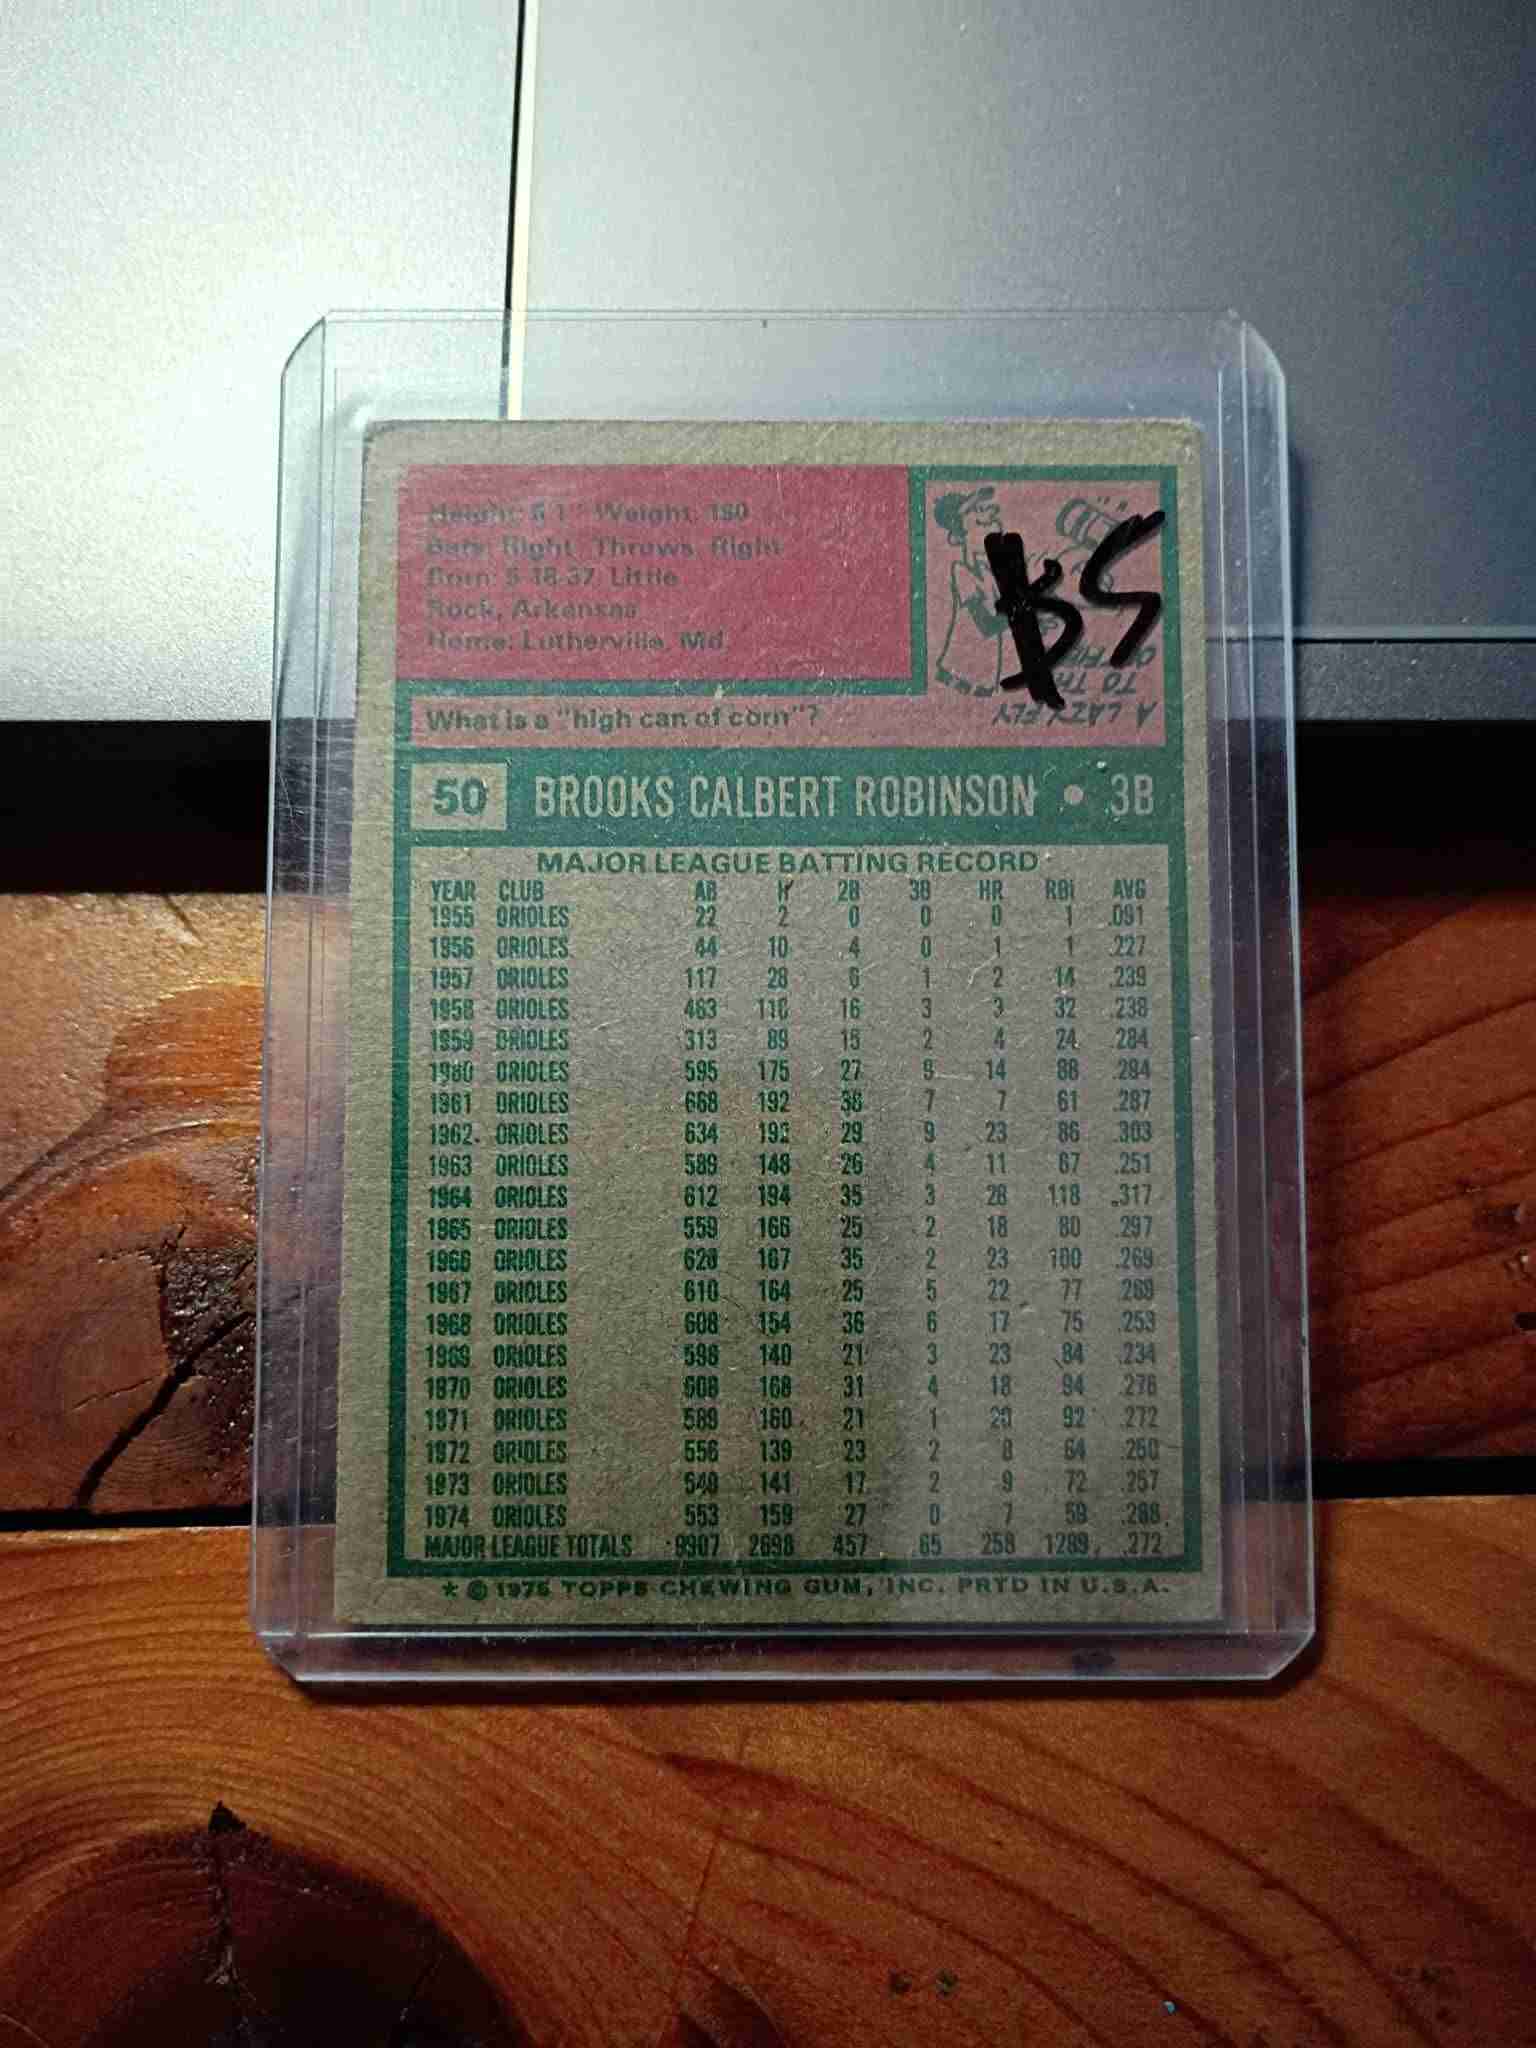 Height: 6'1" Weight: 190
Bats: Right Throws: Right
Born: 5-18-37, Little
Rock, Arkansas
Home: Lutherville, Md.
$5
A LAZY FLY
TO THE
What is a "high can of corn"?
50 BROOKS CALBERT ROBINSON • 3B
MAJOR LEAGUE BATTING RECORD
YEAR CLUB AB H 2B 3B HR RBI AVG
1955 ORIOLES 22 2 0 0 0 1 .091
1956 ORIOLES 44 10 4 0 1 1 .227
1957 ORIOLES 117 28 6 1 2 14 .239
1958 ORIOLES 463 110 16 3 3 32 .238
1959 ORIOLES 313 89 15 2 4 24 .284
1960 ORIOLES 595 175 27 9 14 88 .294
1961 ORIOLES 668 192 38 7 7 61 .287
1962 ORIOLES 634 192 29 9 23 86 .303
1963 ORIOLES 589 148 26 4 11 67 .251
1964 ORIOLES 612 194 35 3 28 118 .317
1965 ORIOLES 559 166 25 2 18 80 .297
1966 ORIOLES 620 167 35 2 23 100 .269
1967 ORIOLES 610 164 25 5 22 77 .269
1968 ORIOLES 608 154 36 6 17 75 .253
1969 ORIOLES 598 140 21 3 23 84 .234
1970 ORIOLES 608 168 31 4 18 94 .276
1971 ORIOLES 589 160 21 1 20 92 .272
1972 ORIOLES 556 139 23 2 8 64 .250
1973 ORIOLES 549 141 17 2 9 72 .257
1974 ORIOLES 553 159 27 0 7 59 .288
MAJOR LEAGUE TOTALS 9907 2698 457 65 258 1289 .272
* © 1975 TOPPS CHEWING GUM, INC. PRTD IN U.S.A.